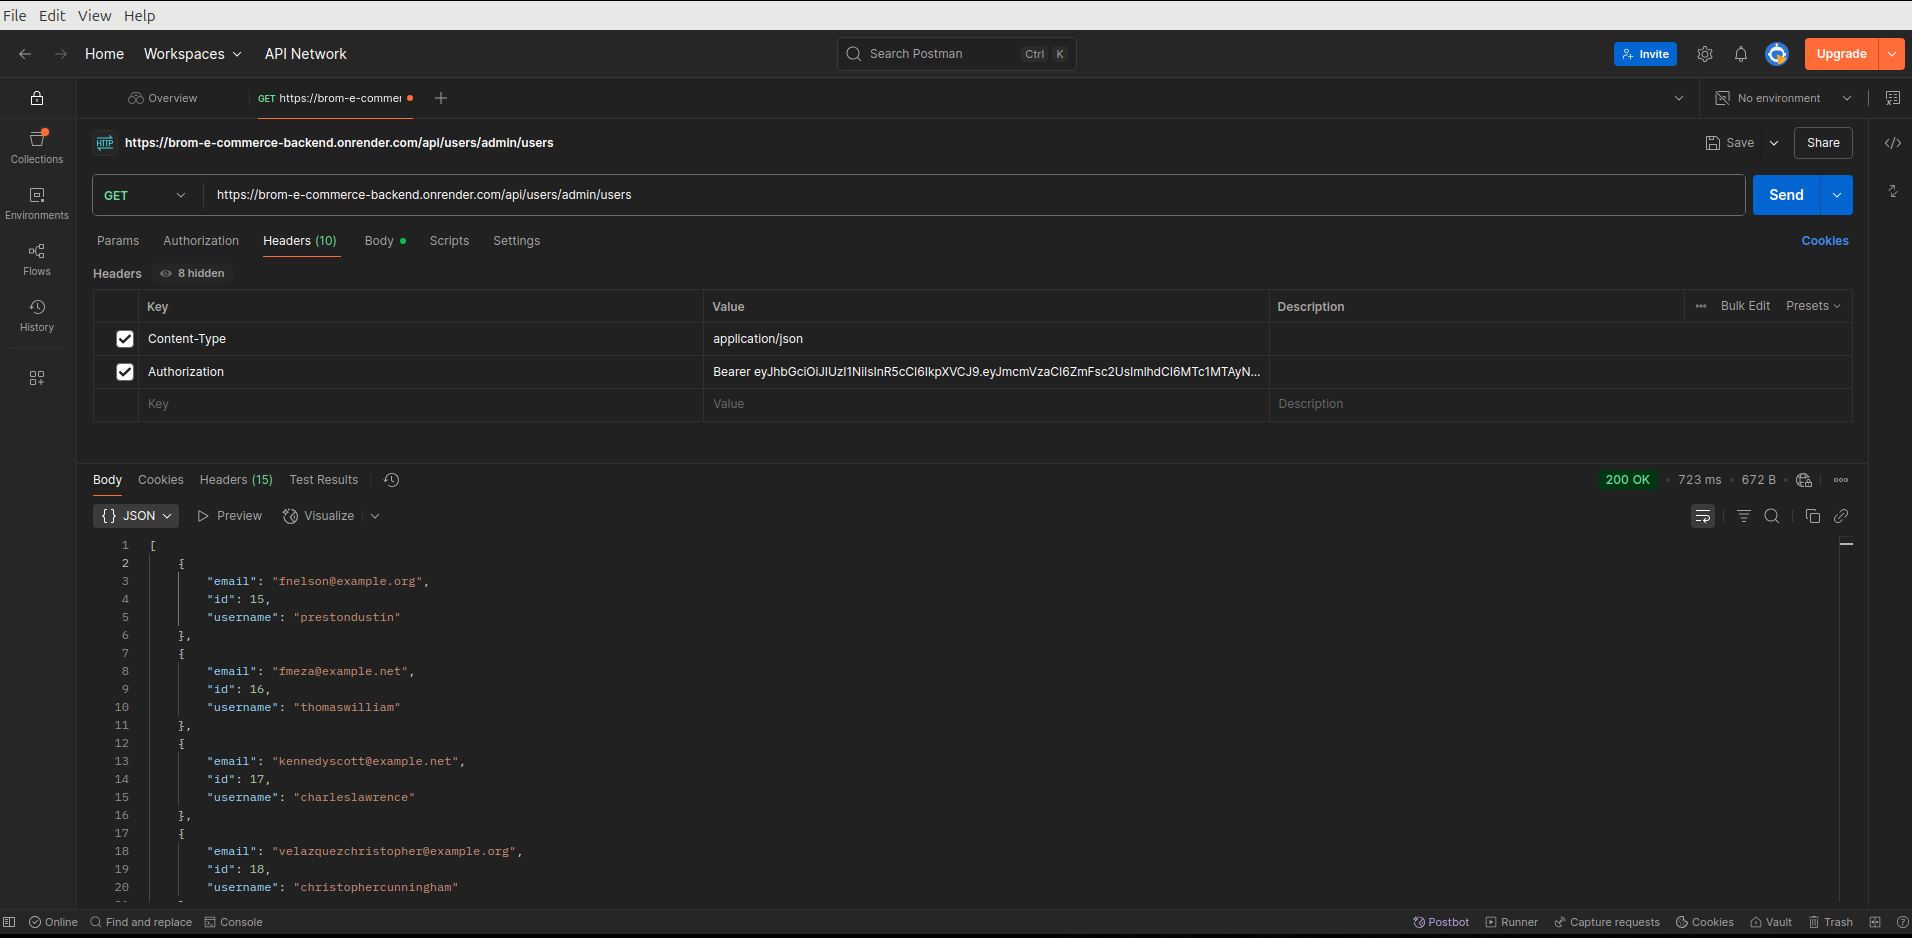 File Edit View Help
Home Workspaces API Network Search Postman Ctrl K Invite Upgrade
Overview GET https://brom-e-commer No environment
Collections
Environments
Flows
History
HTTP https://brom-e-commerce-backend.onrender.com/api/users/admin/users Save Share
GET https://brom-e-commerce-backend.onrender.com/api/users/admin/users Send
Params Authorization Headers (10) Body Scripts Settings Cookies
Headers 8 hidden
Key Value Description Bulk Edit Presets
Content-Type application/json
Authorization Bearer eyJhbGciOiJIUzI1NiIsInR5cCI6IkpXVCJ9.eyJmcmVzaCI6ZmFsc2UsImlhdCI6MTc1MTAyN...
Key Value Description
Body Cookies Headers (15) Test Results 200 OK 723 ms 672 B
{} JSON Preview Visualize
1 [
2 {
3 "email": "fnelson@example.org",
4 "id": 15,
5 "username": "prestondustin"
6 },
7 {
8 "email": "fmeza@example.net",
9 "id": 16,
10 "username": "thomaswilliam"
11 },
12 {
13 "email": "kennedyscott@example.net",
14 "id": 17,
15 "username": "charleslawrence"
16 },
17 {
18 "email": "velazquezchristopher@example.org",
19 "id": 18,
20 "username": "christophercunningham"
Online Find and replace Console Postbot Runner Capture requests Cookies Vault Trash